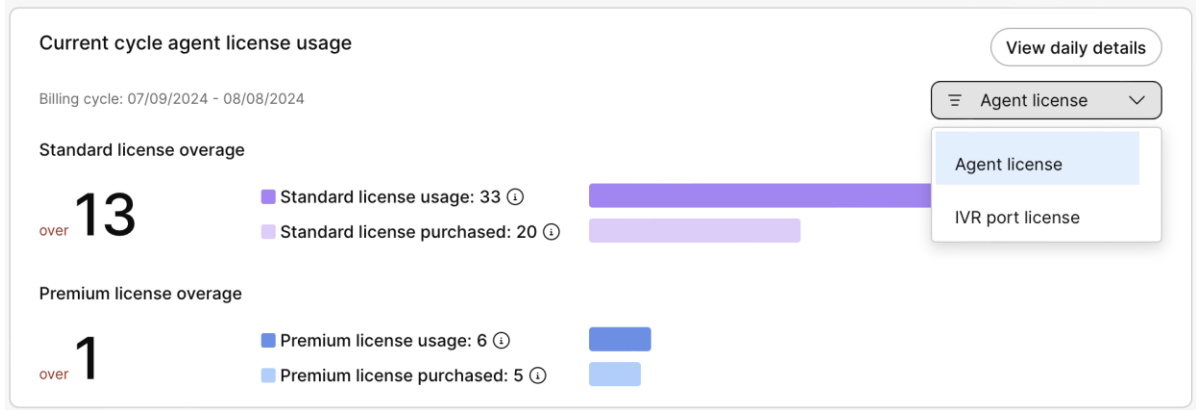 Current cycle agent license usage
View daily details
Billing cycle: 07/09/2024 - 08/08/2024
Agent license
Standard license overage
Agent license
over 13
Standard license usage: 33
IVR port license
Standard license purchased: 20
Premium license overage
over 1
Premium license usage: 6
Premium license purchased: 5